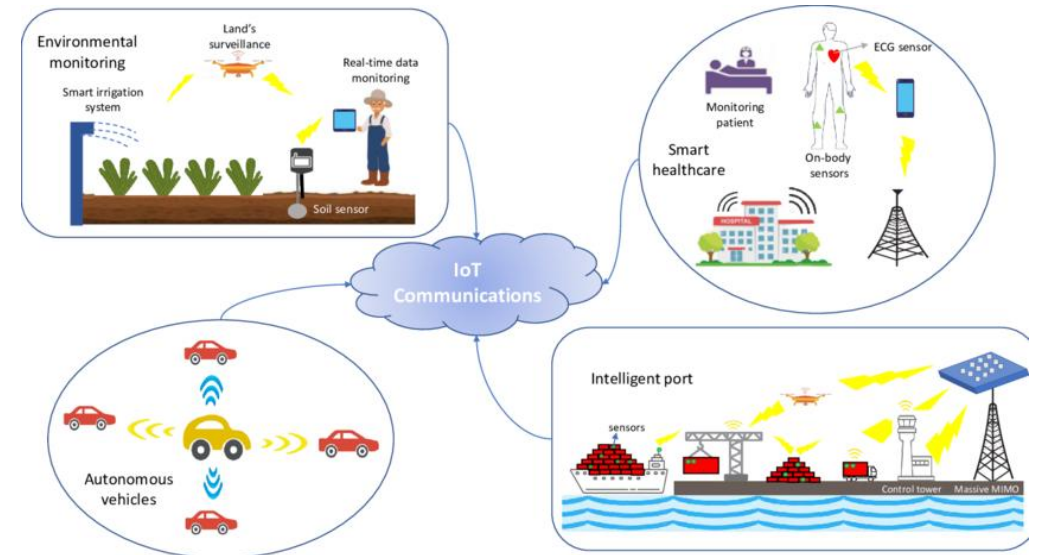 Environmental
monitoring
Land's
surveillance
Real-time data
monitoring
Smart irrigation
system
Soil sensor
ECG sensor
Monitoring
patient
On-body
sensors
Smart
healthcare
HOSPITAL
IoT
Communications
Autonomous
vehicles
Intelligent port
sensors
Control tower
Massive MIMO